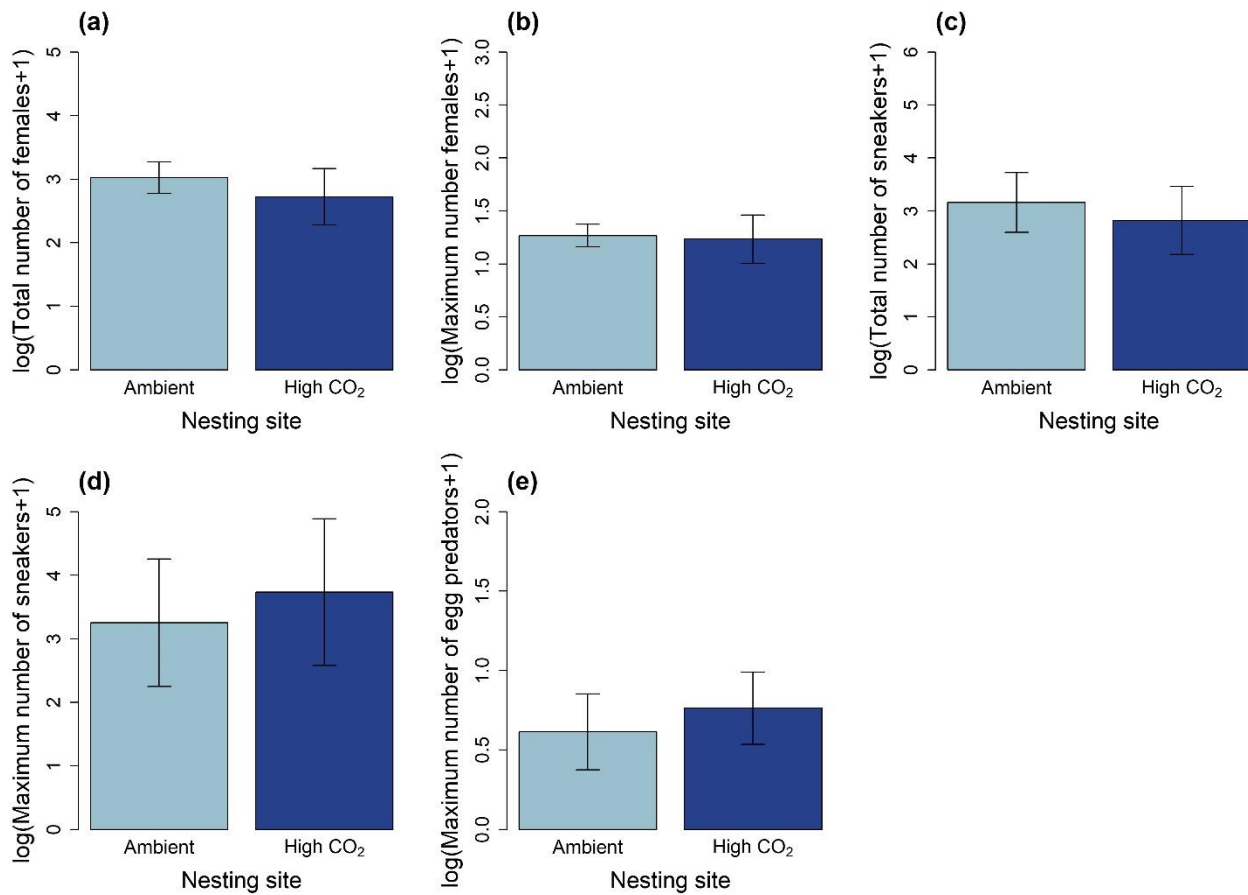 (a)
log(Total number of females+1)
5
4
3
2
1
0
Ambient
High CO₂
Nesting site
(b)
log(Maximum number females+1)
3.0
2.5
2.0
1.5
1.0
0.5
0.0
Ambient
High CO₂
Nesting site
(c)
log(Total number of sneakers+1)
6
5
4
3
2
1
0
Ambient
High CO₂
Nesting site
(d)
log(Maximum number of sneakers+1)
5
4
3
2
1
0
Ambient
High CO₂
Nesting site
(e)
log(Maximum number of egg predators+1)
2.0
1.5
1.0
0.5
0.0
Ambient
High CO₂
Nesting site